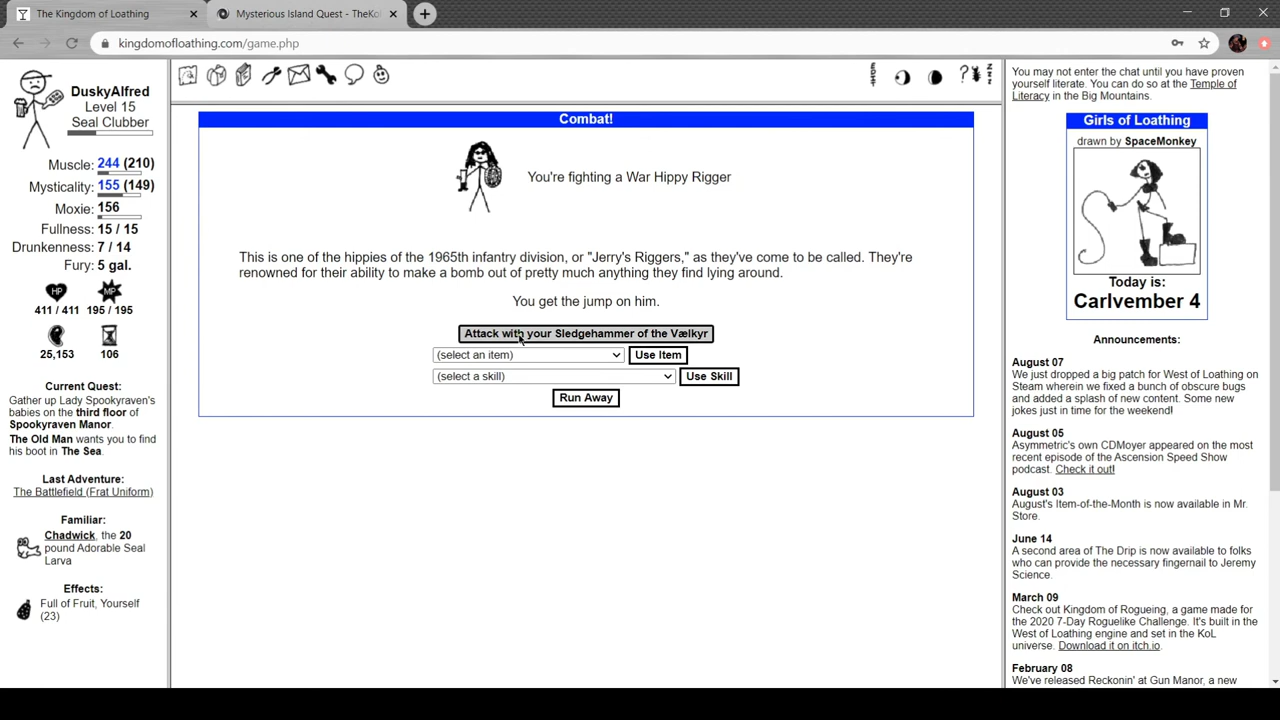 The Kingdom of Loathing
Mysterious Island Quest - TheKo
kingdomofloathing.com/game.php
DuskyAlfred
Level 15
Seal Clubber
Muscle: 244 (210)
Mysticality: 155 (149)
Moxie: 156
Fullness: 15 / 15
Drunkenness: 7 / 14
Fury: 5 gal.
HP MP
411 / 411 195 / 195
25,153 106
Current Quest:
Gather up Lady Spookyraven's
babies on the third floor of
Spookyraven Manor.
The Old Man wants you to find
his boot in The Sea.
Last Adventure:
The Battlefield (Frat Uniform)
Familiar:
Chadwick, the 20
pound Adorable Seal
Larva
Effects:
Full of Fruit, Yourself
(23)
Combat!
You're fighting a War Hippy Rigger
This is one of the hippies of the 1965th infantry division, or "Jerry's Riggers," as they've come to be called. They're
renowned for their ability to make a bomb out of pretty much anything they find lying around.
You get the jump on him.
Attack with your Sledgehammer of the Vælkyr
(select an item) Use Item
(select a skill) Use Skill
Run Away
You may not enter the chat until you have proven
yourself literate. You can do so at the Temple of
Literacy in the Big Mountains.
Girls of Loathing
drawn by SpaceMonkey
Today is:
Carlvember 4
Announcements:
August 07
We just dropped a big patch for West of Loathing on
Steam wherein we fixed a bunch of obscure bugs
and added a splash of new content. Some new
jokes just in time for the weekend!
August 05
Asymmetric's own CDMoyer appeared on the most
recent episode of the Ascension Speed Show
podcast. Check it out!
August 03
August's Item-of-the-Month is now available in Mr.
Store.
June 14
A second area of The Drip is now available to folks
who can provide the necessary fingernail to Jeremy
Science.
March 09
Check out Kingdom of Rogueing, a game made for
the 2020 7-Day Roguelike Challenge. It's built in the
West of Loathing engine and set in the KoL
universe. Download it on itch.io.
February 08
We've released Reckonin' at Gun Manor, a new